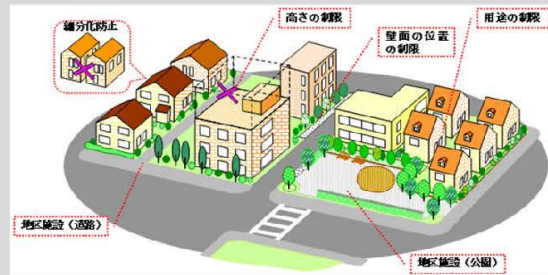 細分化防止
高さの制限
用途の制限
壁面の位置
の制限
地区施設（道路）
地区施設（公園）